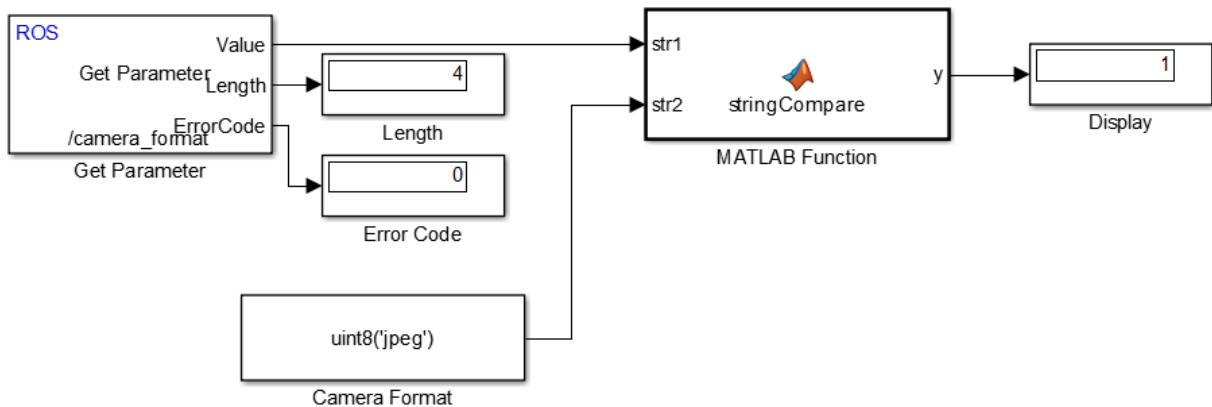 ROS
Value
Get Parameter
Length
ErrorCode
/camera_format
Get Parameter
4
Length
0
Error Code
uint8('jpeg')
Camera Format
str1
str2
stringCompare
y
MATLAB Function
1
Display